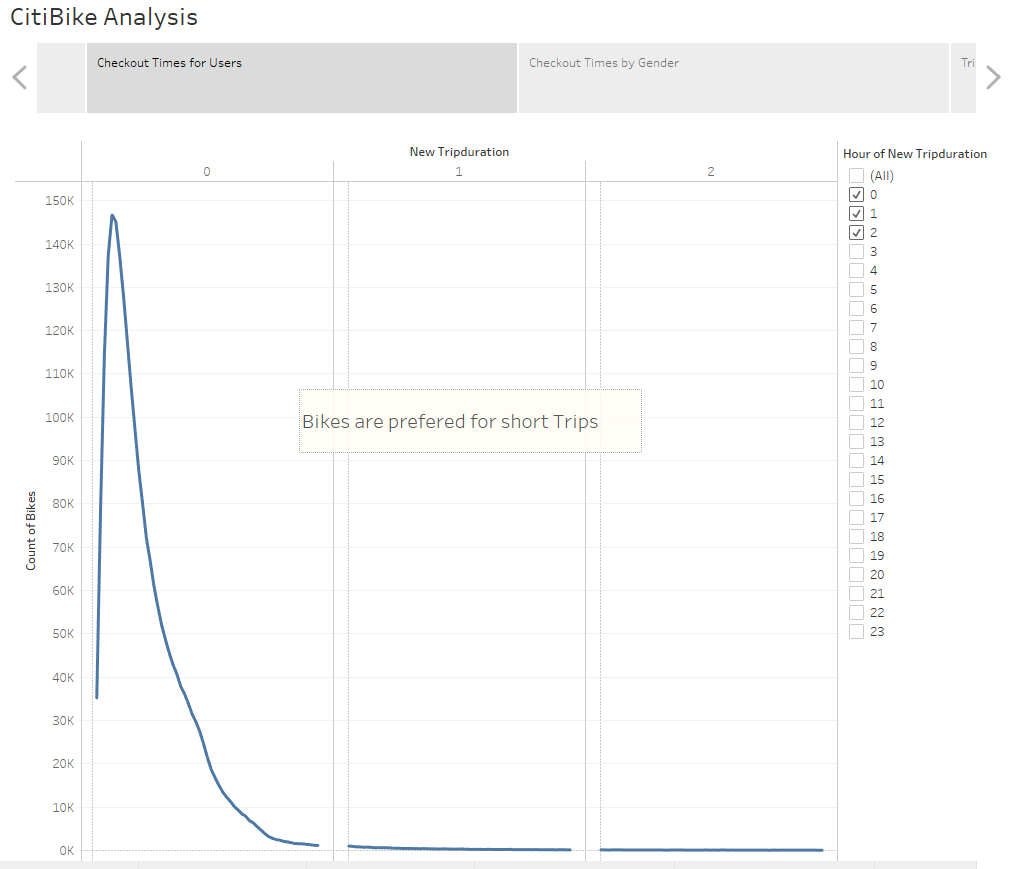 CitiBike Analysis
Checkout Times for Users
Checkout Times by Gender
Tri
New Tripduration
0
1
2
150K
140K
130K
120K
110K
100K
90K
80K
70K
60K
50K
40K
30K
20K
10K
0K
Count of Bikes
Bikes are prefered for short Trips
Hour of New Tripduration
(All)
0
1
2
3
4
5
6
7
8
9
10
11
12
13
14
15
16
17
18
19
20
21
22
23